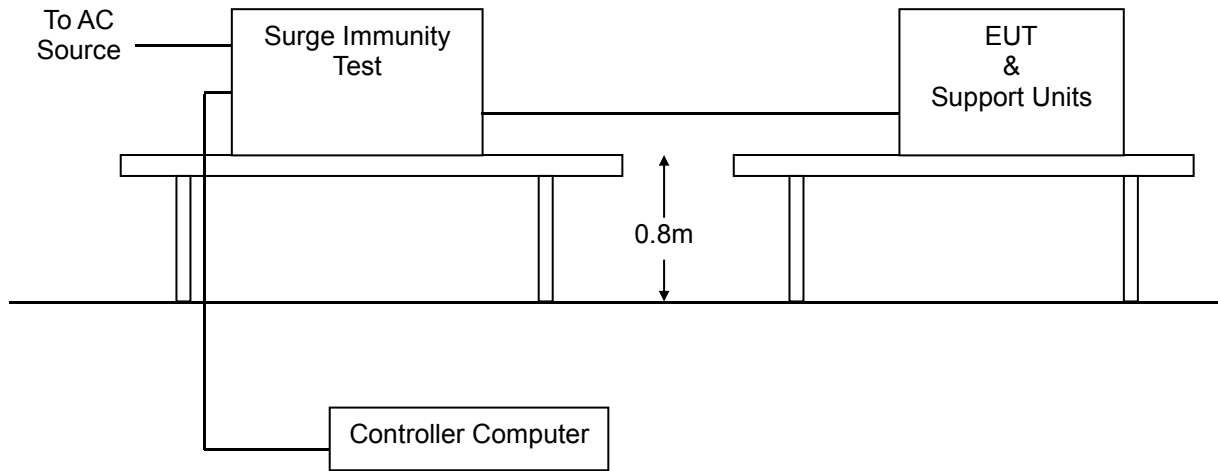 To AC
Source
Surge Immunity
Test
EUT
&
Support Units
0.8m
Controller Computer